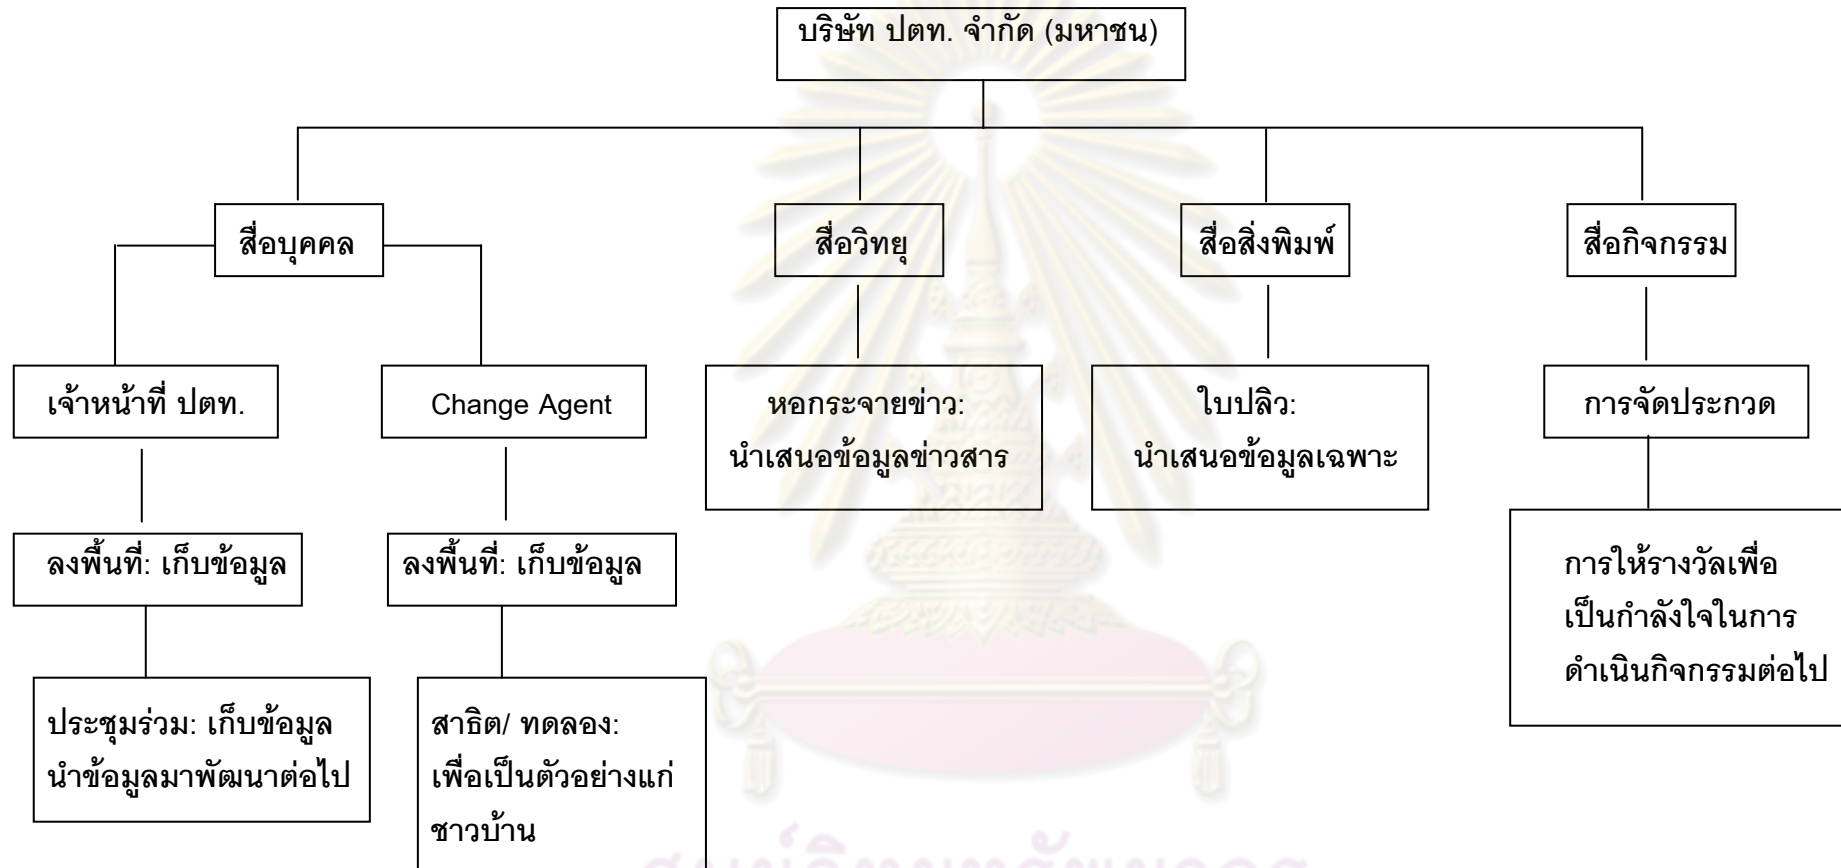 บริษัท ปตท. จำกัด (มหาชน)
สื่อบุคคล
สื่อวิทยุ
สื่อสิ่งพิมพ์
สื่อกิจกรรม
เจ้าหน้าที่ ปตท.
Change Agent
หอกระจายข่าว:
นำเสนอข้อมูลข่าวสาร
ใบปลิว:
นำเสนอข้อมูลเฉพาะ
การจัดประกวด
ลงพื้นที่: เก็บข้อมูล
ลงพื้นที่: เก็บข้อมูล
การให้รางวัลเพื่อ
เป็นกำลังใจในการ
ดำเนินกิจกรรมต่อไป
ประชุมร่วม: เก็บข้อมูล
นำข้อมูลมาพัฒนาต่อไป
สาธิต/ ทดลอง:
เพื่อเป็นตัวอย่างแก่
ชาวบ้าน